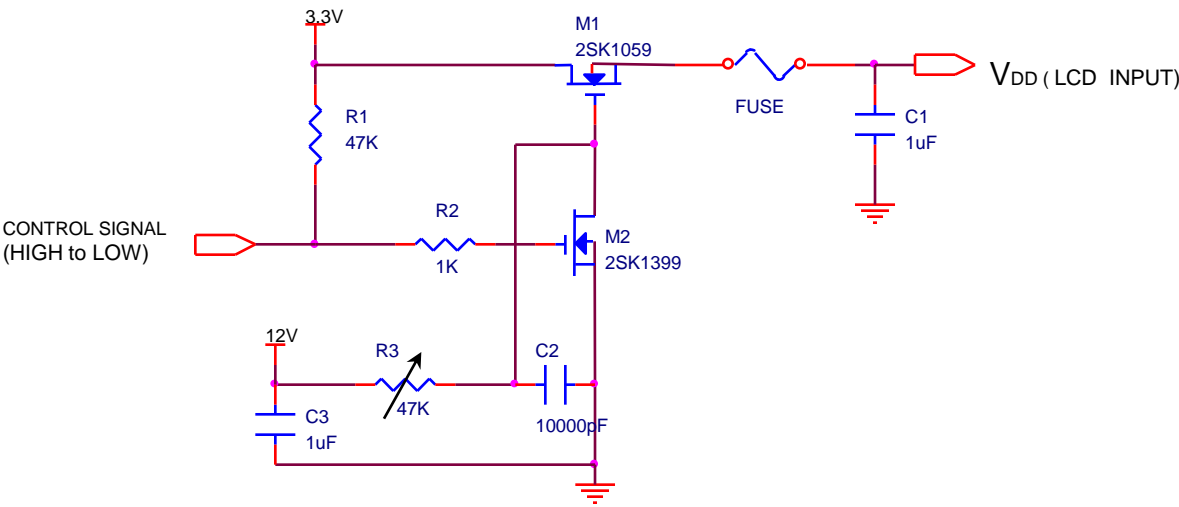 3.3V
M1
2SK1059
VDD ( LCD INPUT)
FUSE
R1
47K
C1
1uF
CONTROL SIGNAL
(HIGH to LOW)
R2
1K
M2
2SK1399
12V
R3
47K
C2
10000pF
C3
1uF